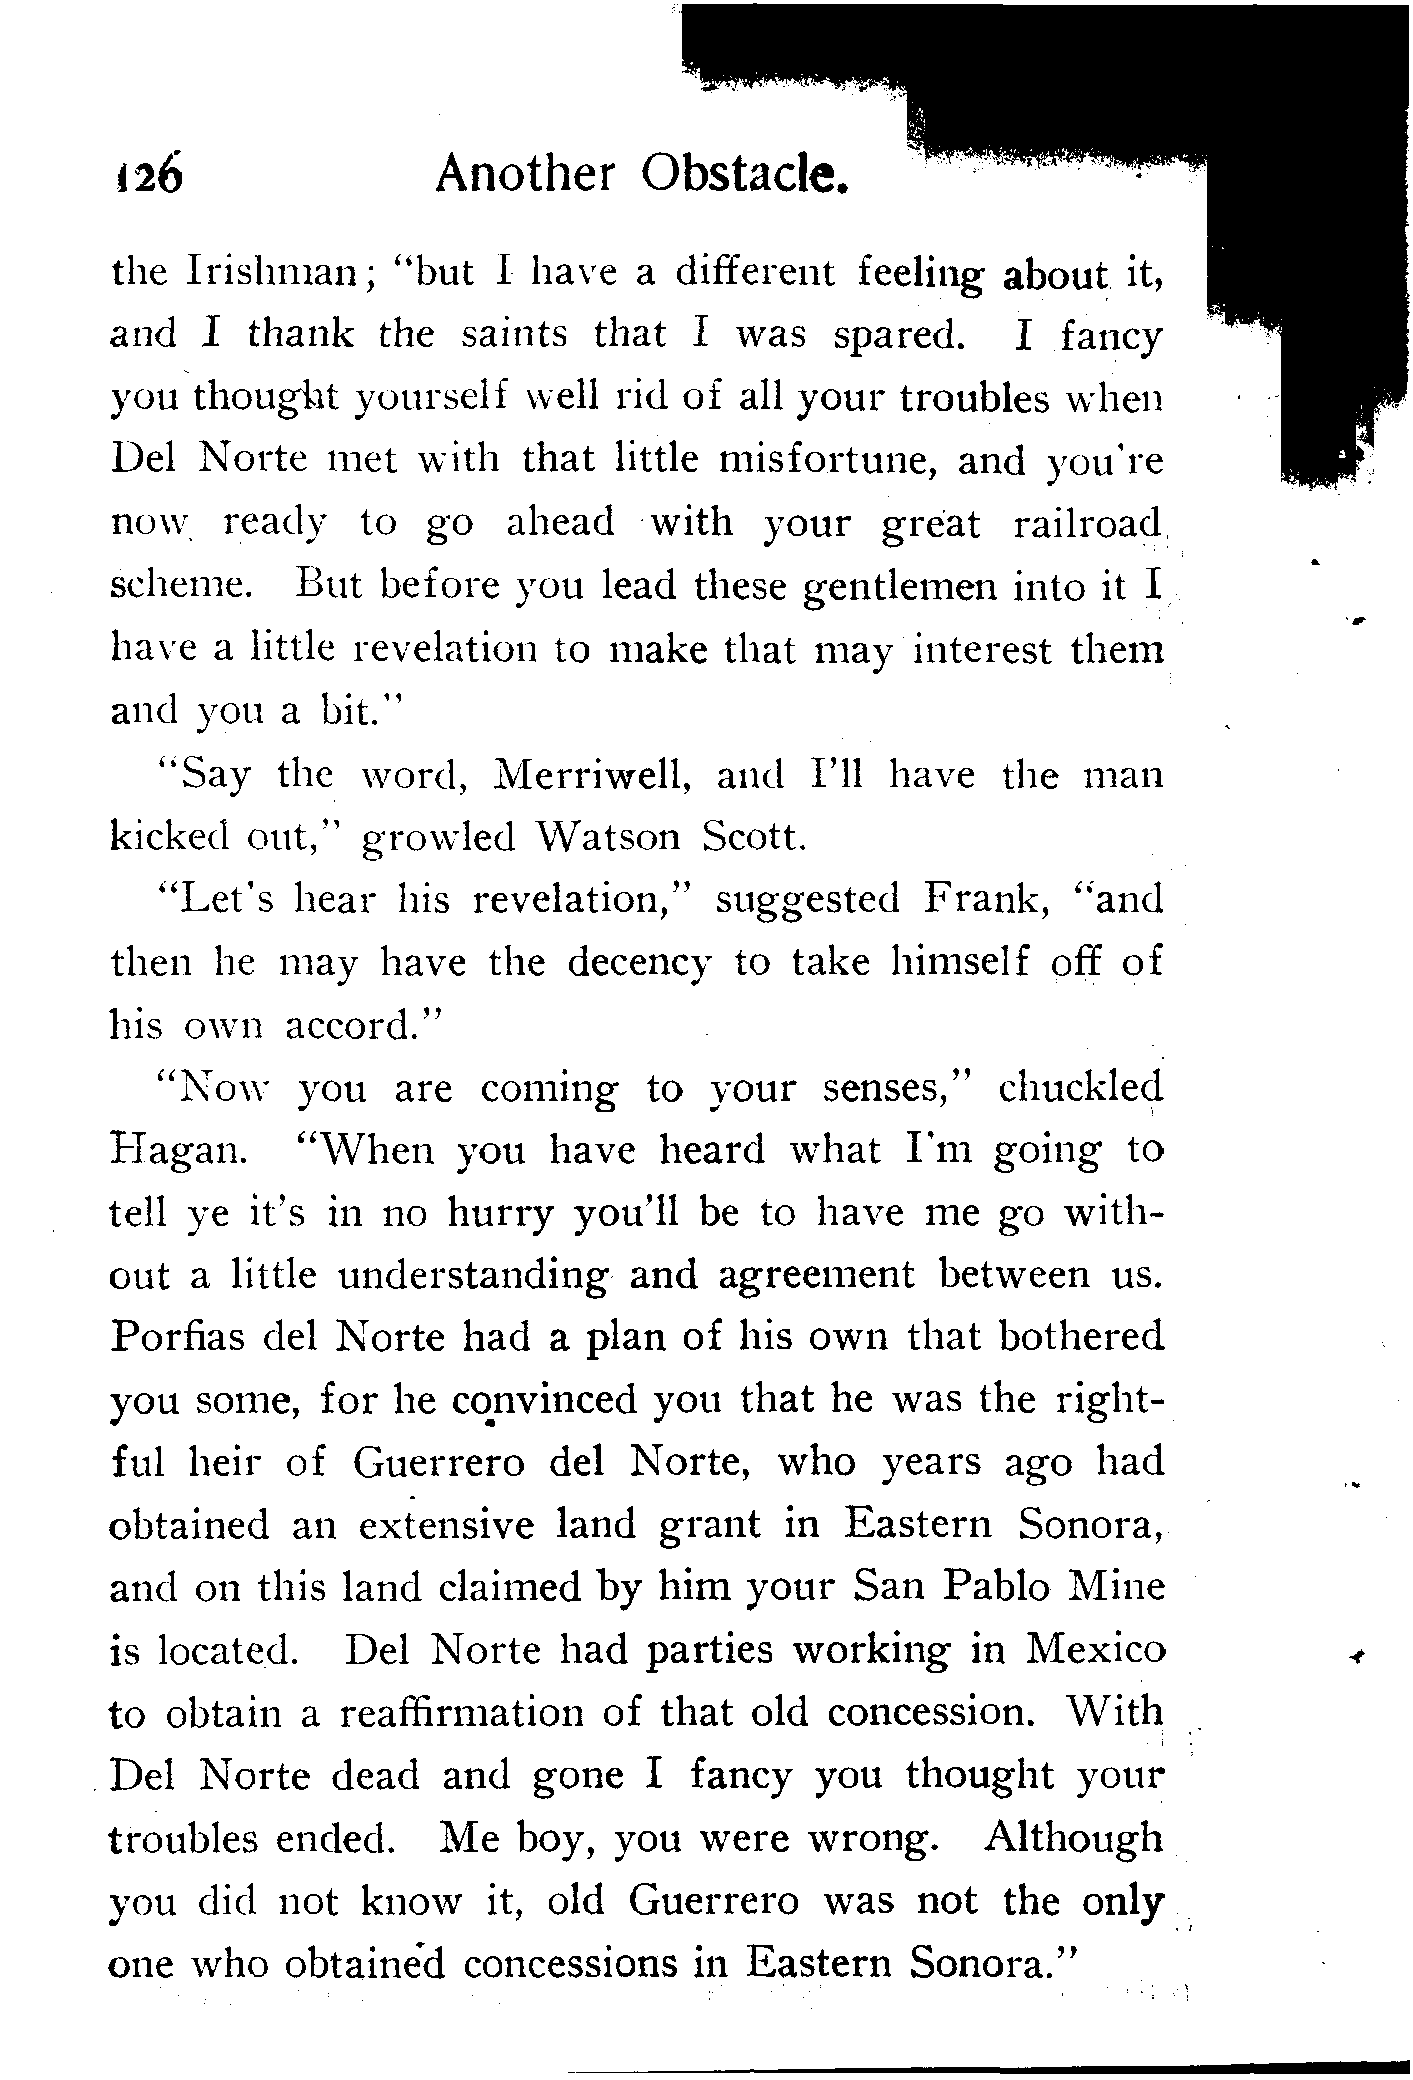 126 Another Obstacle.
the Irishman; "but I have a different feeling about it,
and I thank the saints that I was spared. I fancy
you thought yourself well rid of all your troubles when
Del Norte met with that little misfortune, and you're
now ready to go ahead with your great railroad
scheme. But before you lead these gentlemen into it I
have a little revelation to make that may interest them
and you a bit."
"Say the word, Merriwell, and I'll have the man
kicked out," growled Watson Scott.
"Let's hear his revelation," suggested Frank, "and
then he may have the decency to take himself off of
his own accord."
"Now you are coming to your senses," chuckled
Hagan. "When you have heard what I'm going to
tell ye it's in no hurry you'll be to have me go with-
out a little understanding and agreement between us.
Porfias del Norte had a plan of his own that bothered
you some, for he convinced you that he was the right-
ful heir of Guerrero del Norte, who years ago had
obtained an extensive land grant in Eastern Sonora,
and on this land claimed by him your San Pablo Mine
is located. Del Norte had parties working in Mexico
to obtain a reaffirmation of that old concession. With
Del Norte dead and gone I fancy you thought your
troubles ended. Me boy, you were wrong. Although
you did not know it, old Guerrero was not the only
one who obtained concessions in Eastern Sonora."